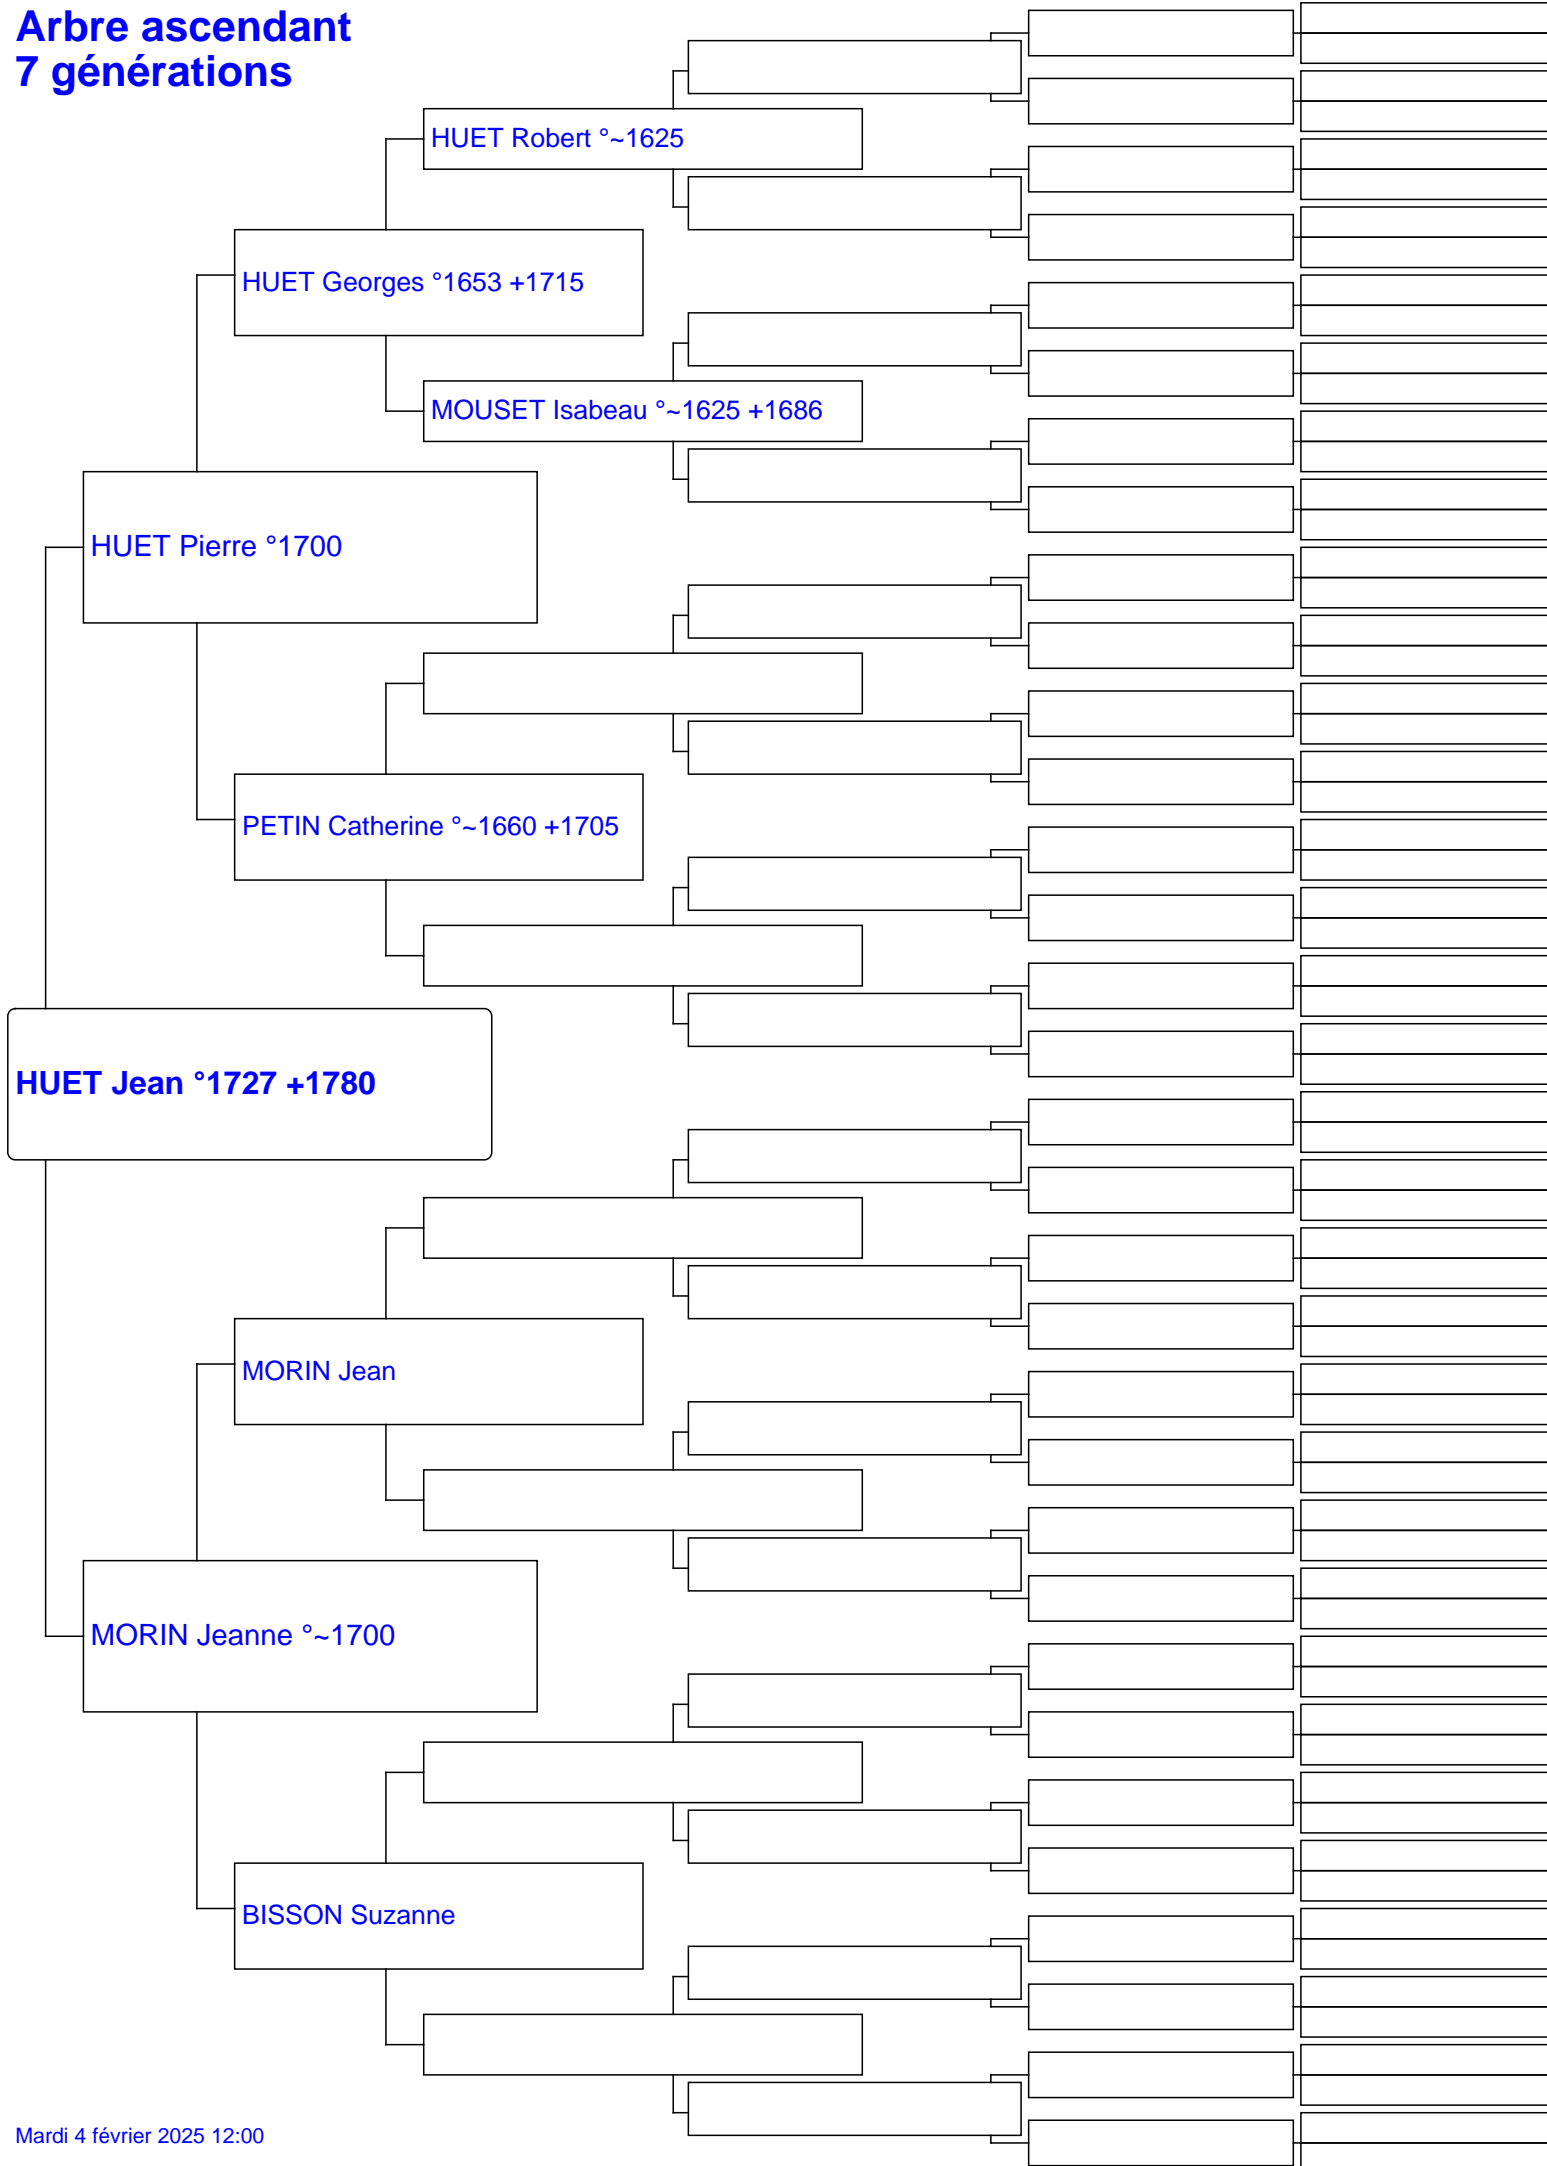 Arbre ascendant
7 générations
HUET Robert °~1625
HUET Georges °1653 +1715
MOUSET Isabeau °~1625 +1686
HUET Pierre °1700
PETIN Catherine °~1660 +1705
HUET Jean °1727 +1780
MORIN Jean
MORIN Jeanne °~1700
BISSON Suzanne
Mardi 4 février 2025 12:00